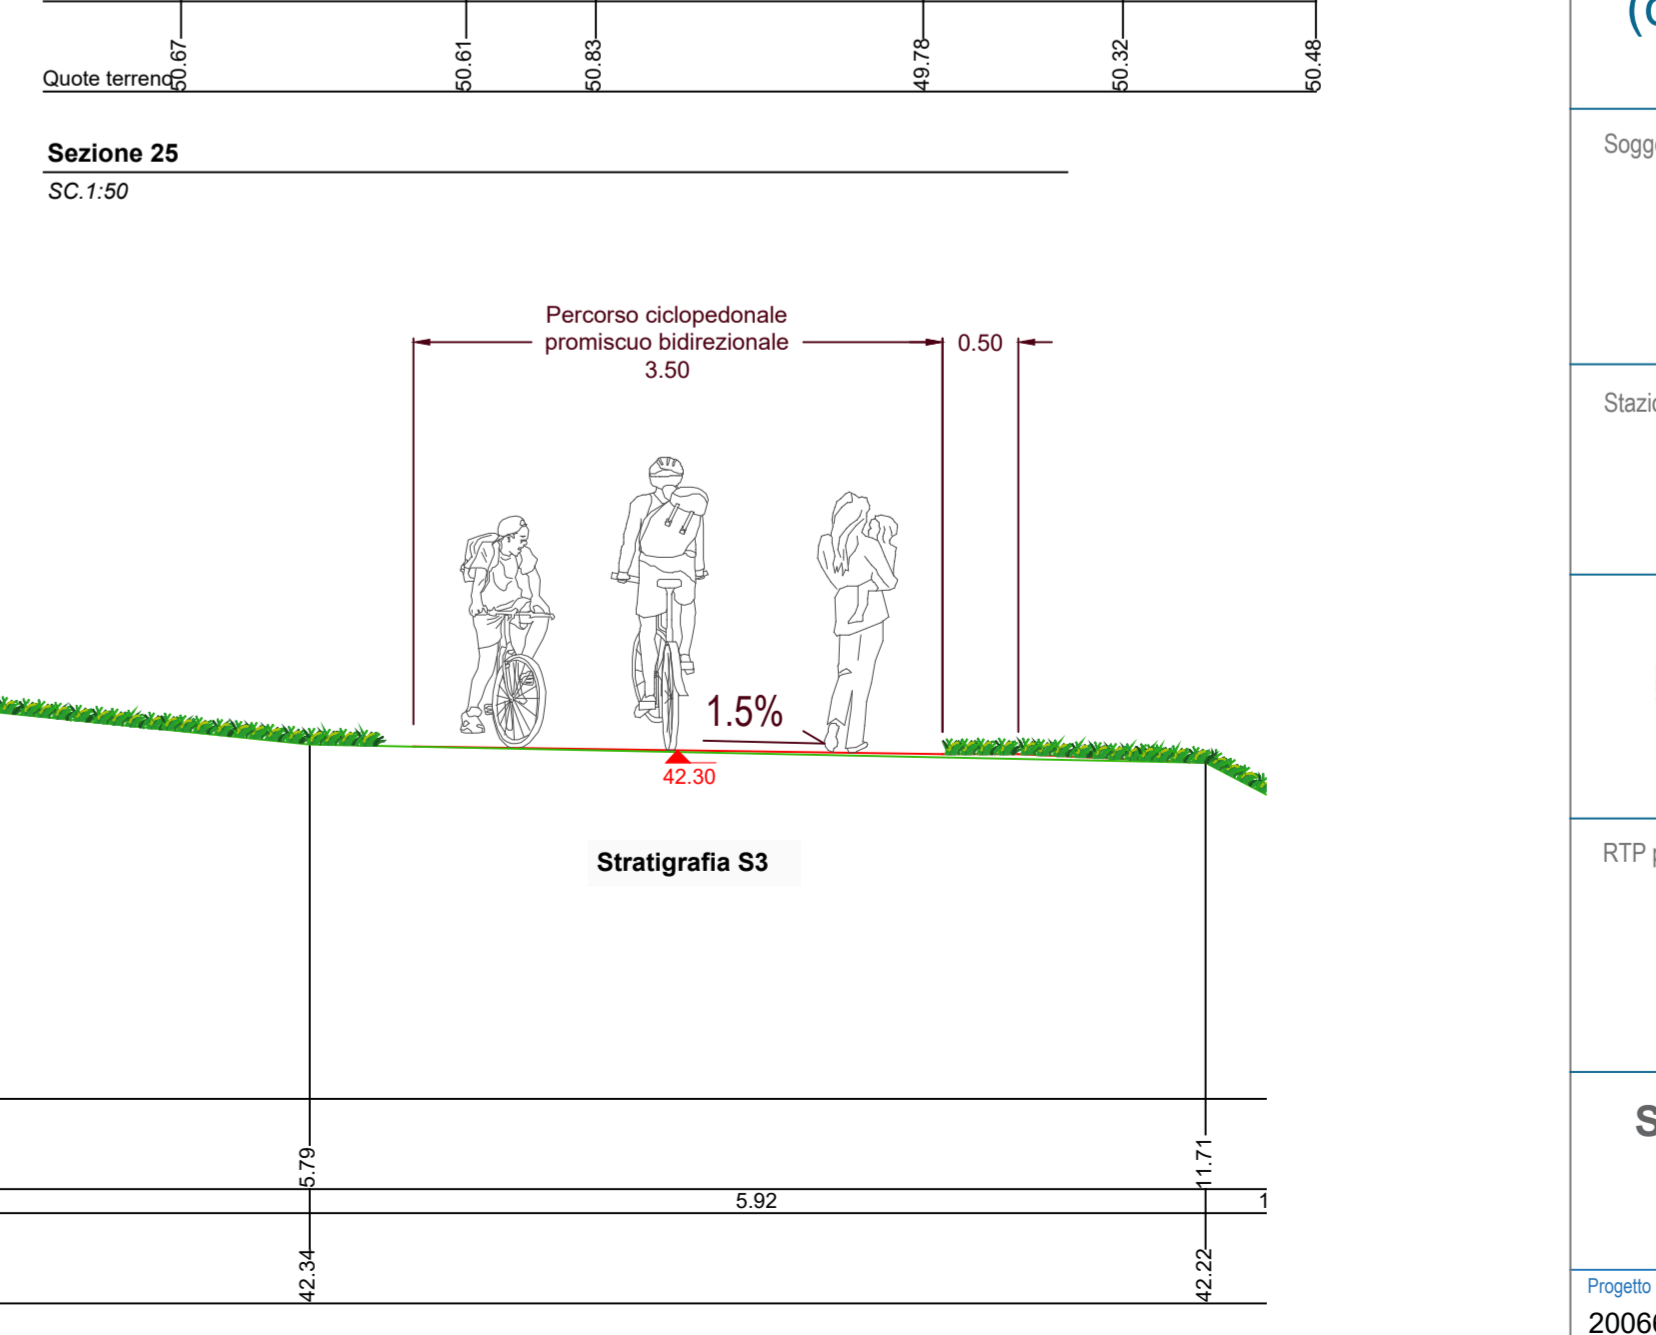 50.67
50.61
50.83
49.78
50.32
50.48
Quote terreno
Sezione 25
SC.1:50
Percorso ciclopedonale
promiscuo bidirezionale
3.50
0.50
1.5%
42.30
Stratigrafia S3
5.79
11.71
5.92
1
42.34
42.22
RTP
S
Progetto
2006